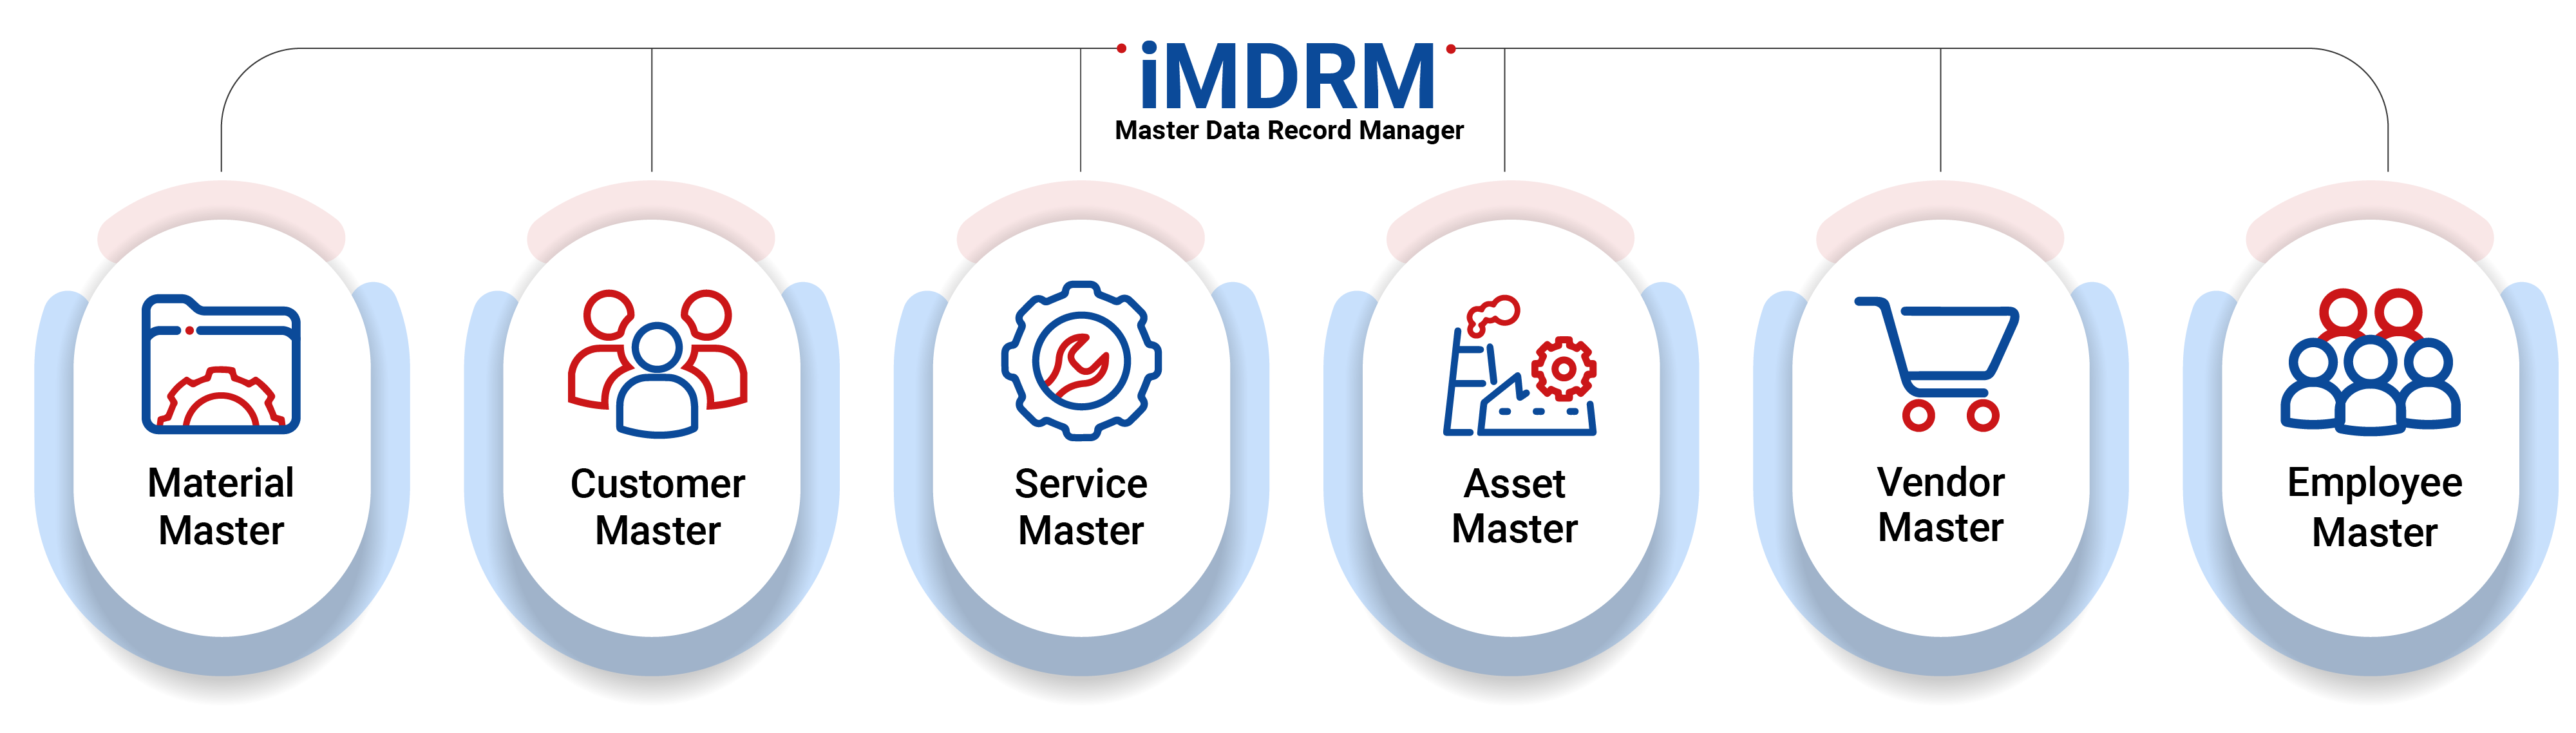 iMDRM
Master Data Record Manager
Material
Master
Customer
Master
Service
Master
Asset
Master
Vendor
Master
Employee
Master